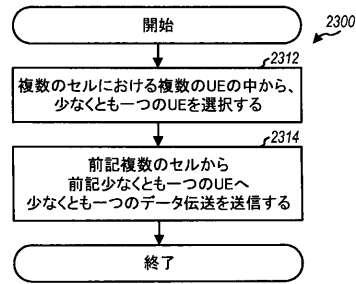 開始
2300
2312
複数のセルにおける複数のUEの中から、
少なくとも一つのUEを選択する
2314
前記複数のセルから
前記少なくとも一つのUEへ
少なくとも一つのデータ伝送を送信する
終了